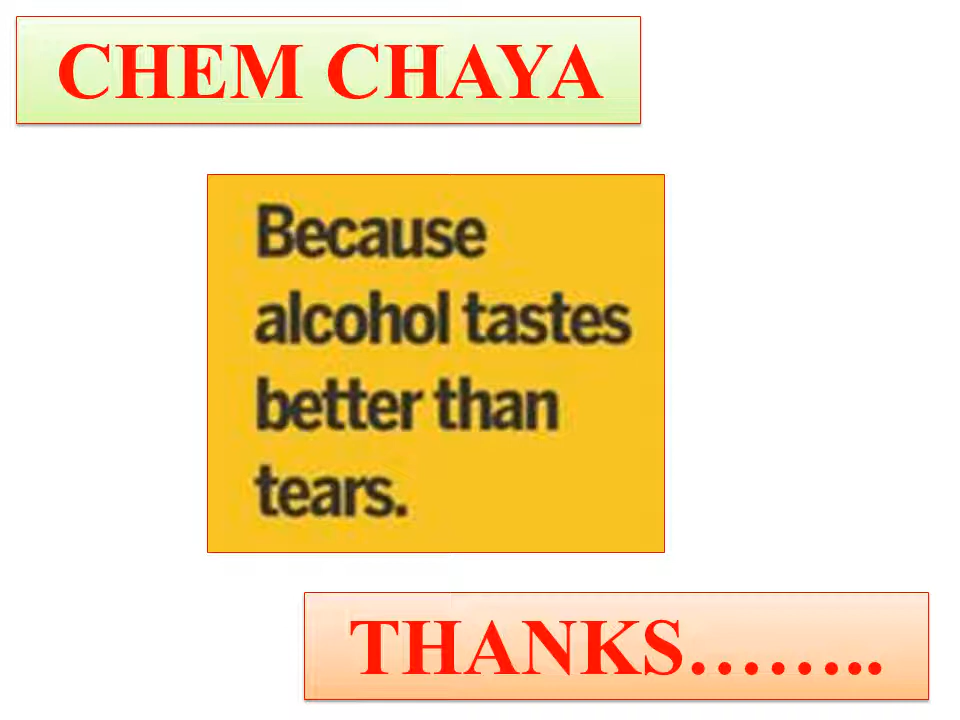 CHEM CHAYA
Because
alcohol tastes
better than
tears.
THANKS……..